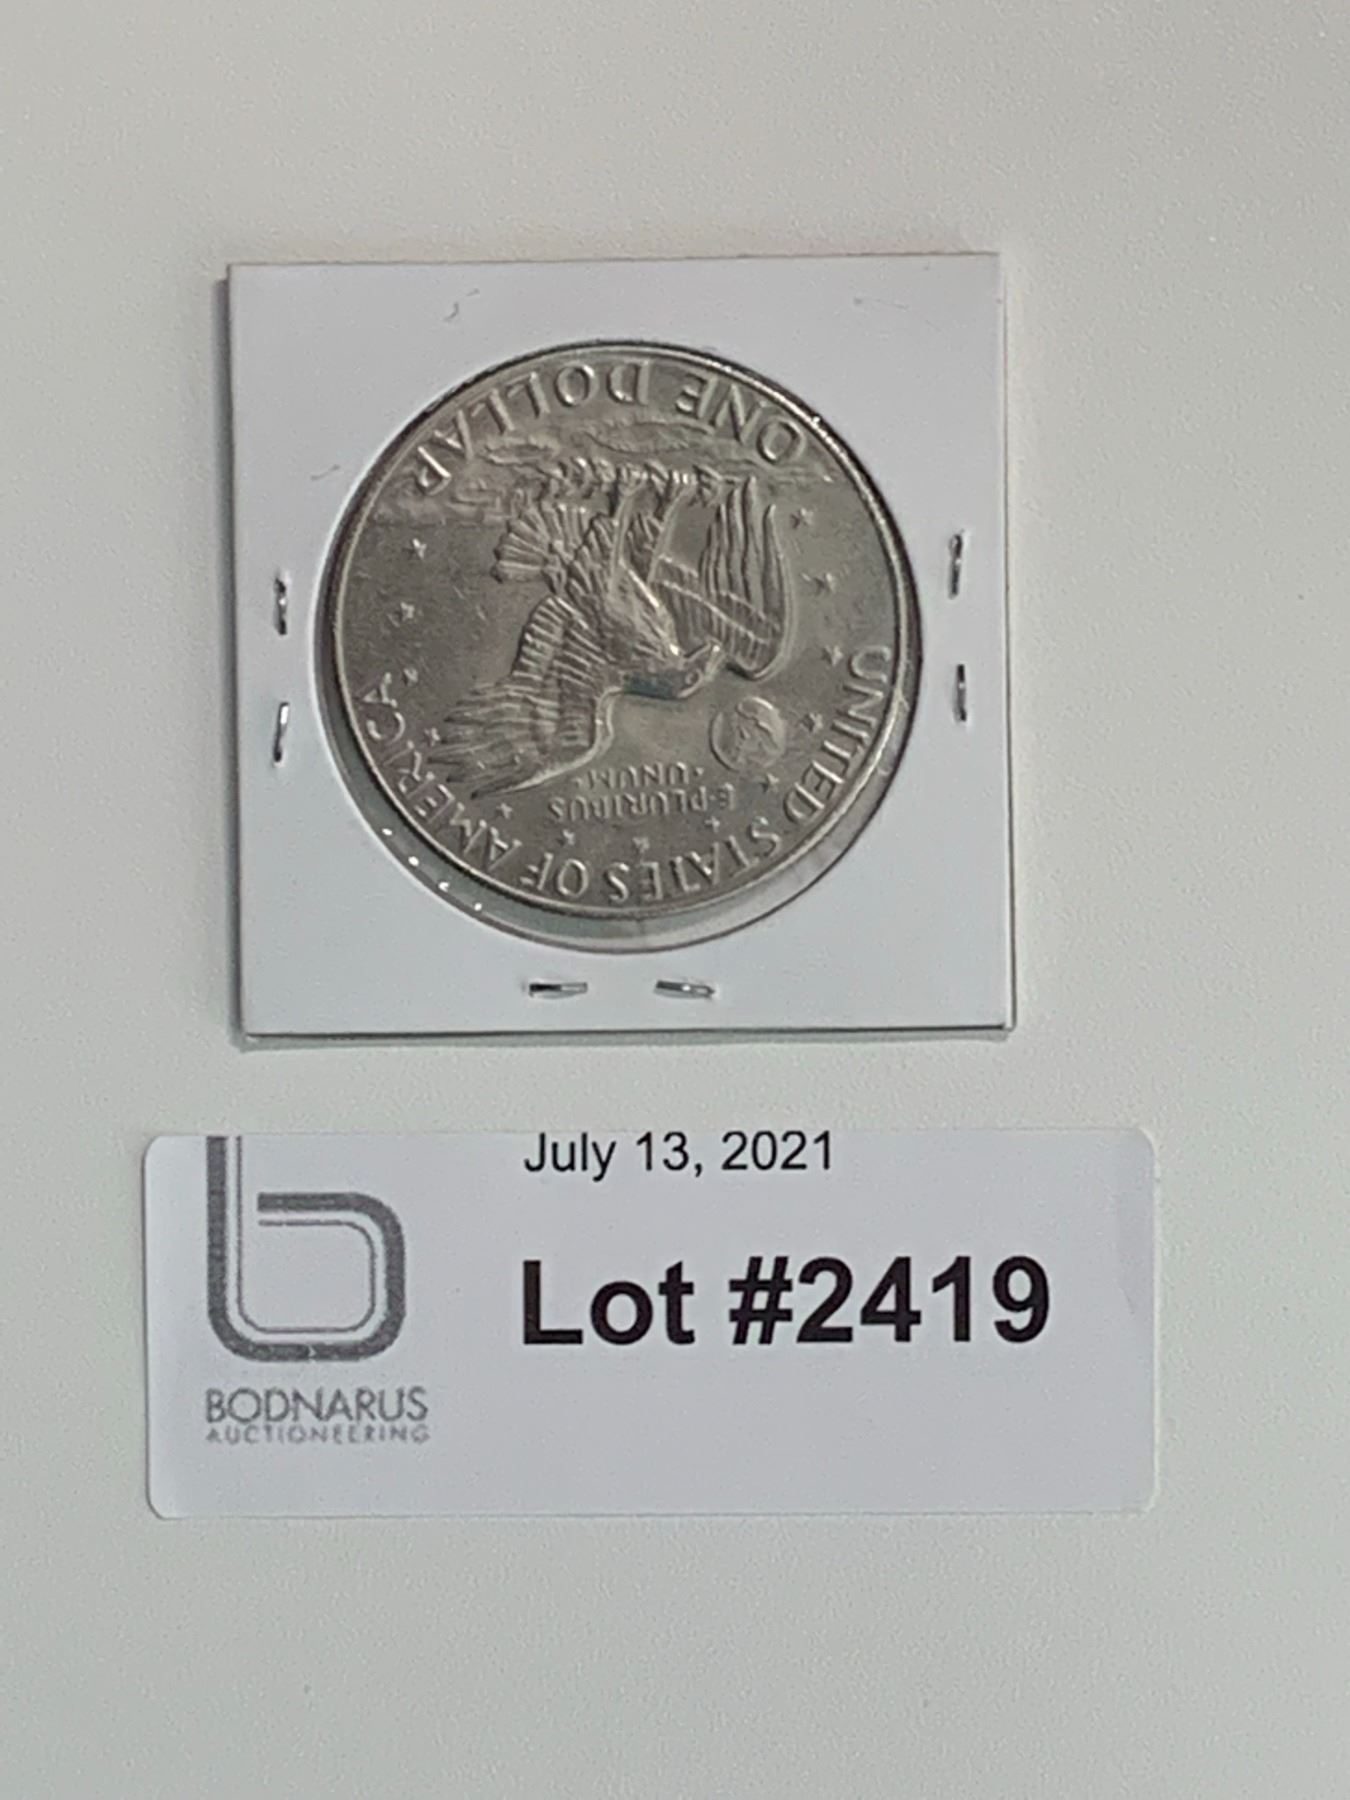 UNITED STATES OF AMERICA
E·PLURIBUS
·UNUM·
ONE DOLLAR
July 13, 2021
Lot #2419
BODNARUS
AUCTIONEERING